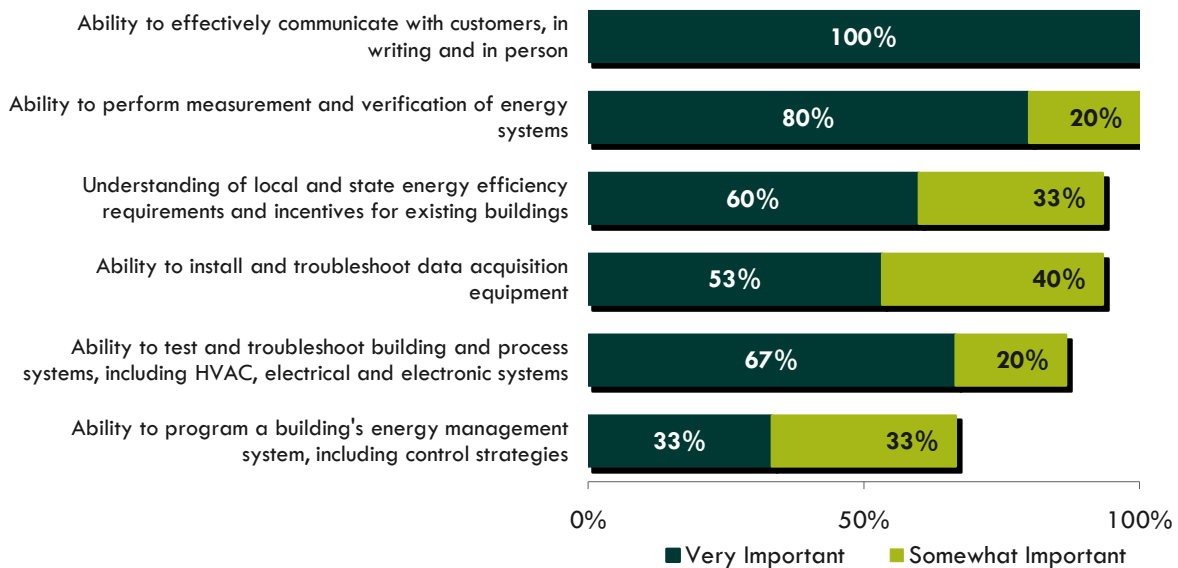 Ability to effectively communicate with customers, in
writing and in person
100%
Ability to perform measurement and verification of energy
systems
80%
20%
Understanding of local and state energy efficiency
requirements and incentives for existing buildings
60%
33%
Ability to install and troubleshoot data acquisition
equipment
53%
40%
Ability to test and troubleshoot building and process
systems, including HVAC, electrical and electronic systems
67%
20%
Ability to program a building's energy management
system, including control strategies
33%
33%
0%
50%
100%
Very Important
Somewhat Important